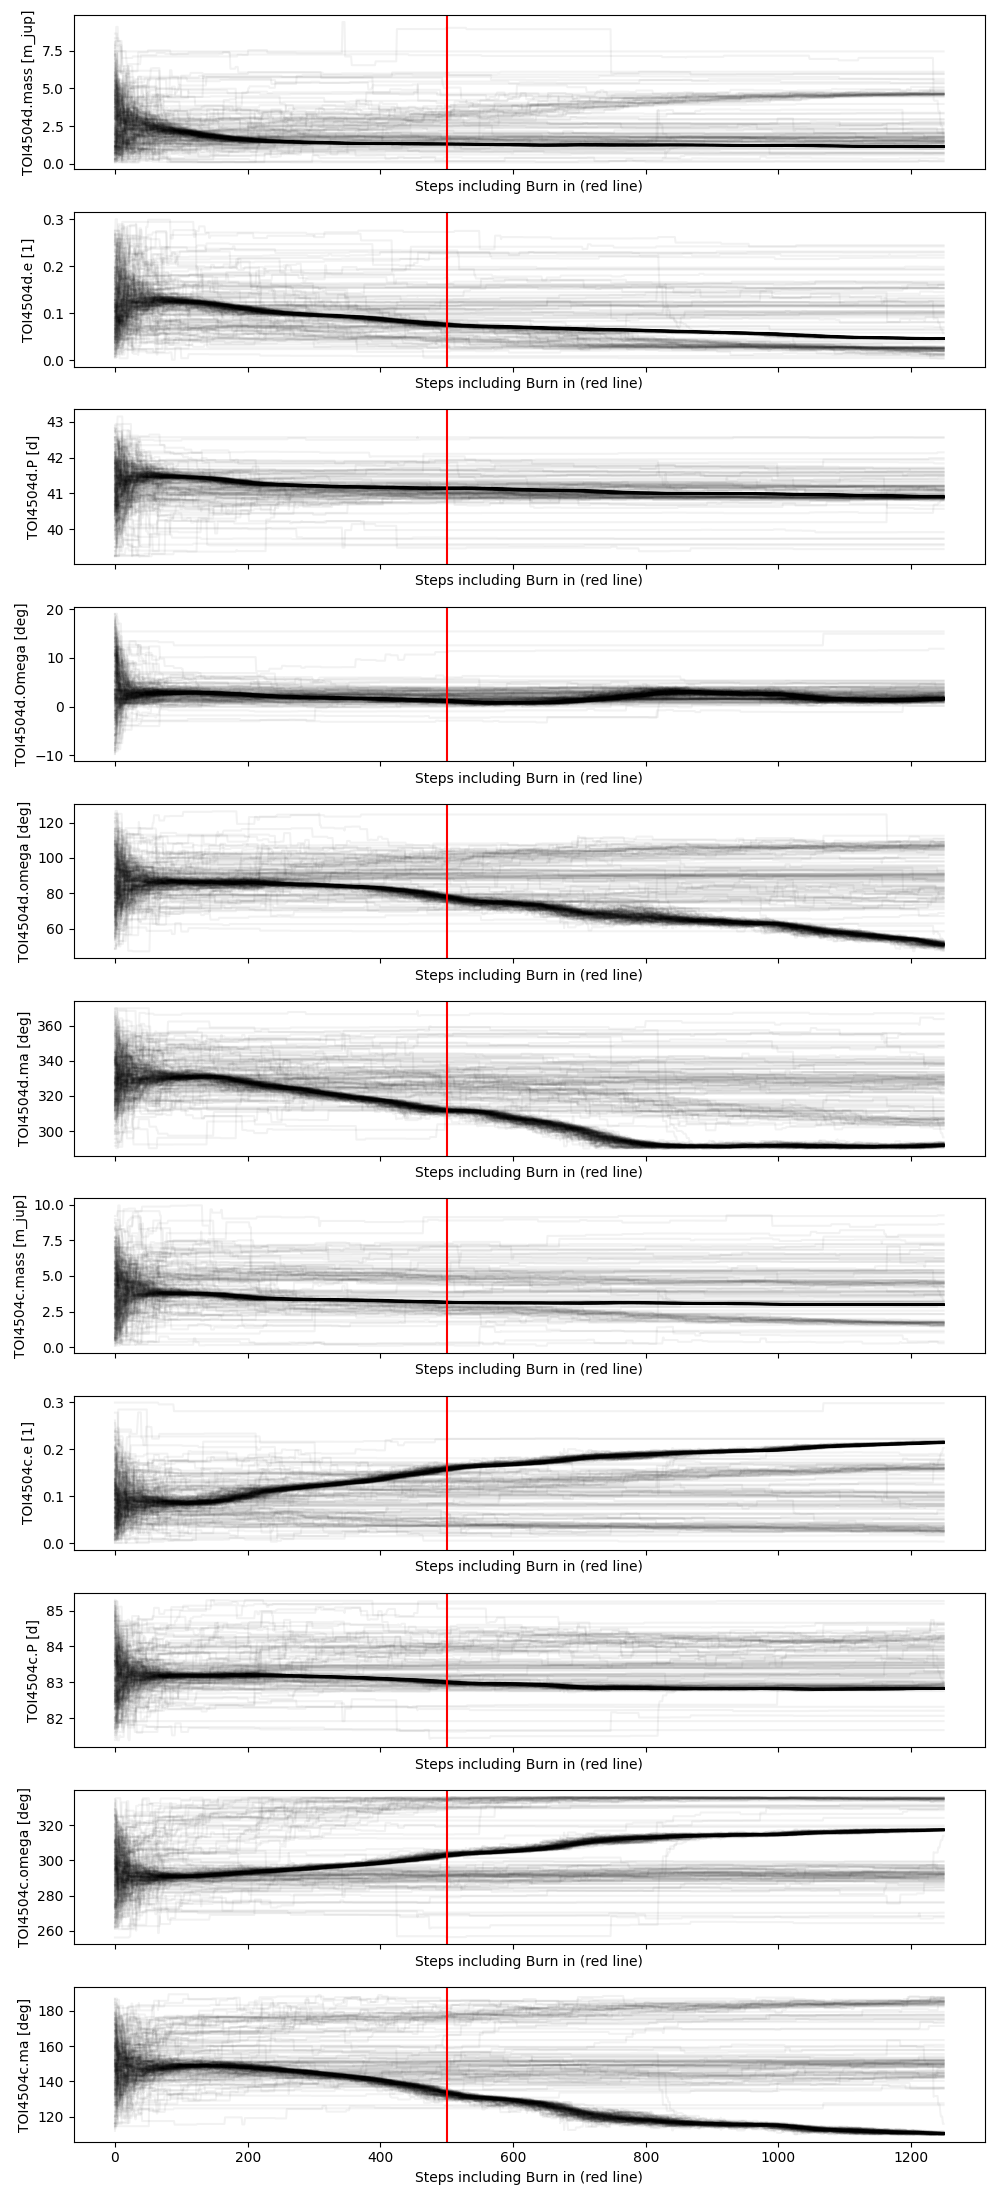 TOI4504d.mass [m_jup]
7.5
5.0
2.5
0.0
Steps including Burn in (red line)
TOI4504d.e [1]
0.3
0.2
0.1
0.0
Steps including Burn in (red line)
TOI4504d.P [d]
43
42
41
40
Steps including Burn in (red line)
TOI4504d.Omega [deg]
20
10
0
−10
Steps including Burn in (red line)
TOI4504d.omega [deg]
120
100
80
60
Steps including Burn in (red line)
TOI4504d.ma [deg]
360
340
320
300
Steps including Burn in (red line)
TOI4504c.mass [m_jup]
10.0
7.5
5.0
2.5
0.0
Steps including Burn in (red line)
TOI4504c.e [1]
0.3
0.2
0.1
0.0
Steps including Burn in (red line)
TOI4504c.P [d]
85
84
83
82
Steps including Burn in (red line)
TOI4504c.omega [deg]
320
300
280
260
Steps including Burn in (red line)
TOI4504c.ma [deg]
180
160
140
120
0 200 400 600 800 1000 1200
Steps including Burn in (red line)